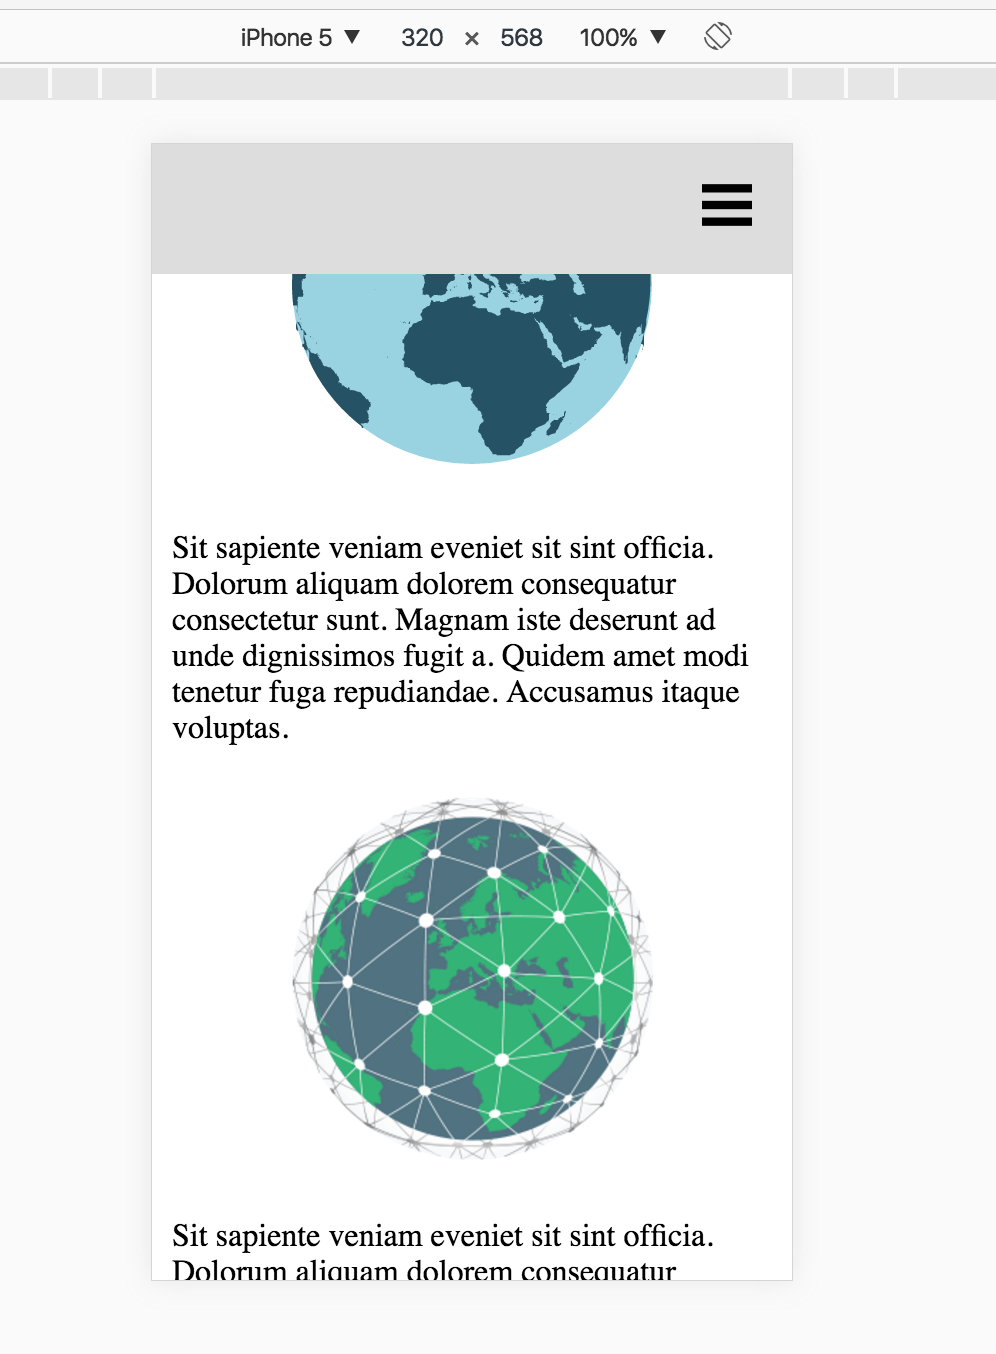 iPhone 5 ▼ 320 × 568 100% ▼
Sit sapiente veniam eveniet sit sint officia.
Dolorum aliquam dolorem consequatur
consectetur sunt. Magnam iste deserunt ad
unde dignissimos fugit a. Quidem amet modi
tenetur fuga repudiandae. Accusamus itaque
voluptas.
Sit sapiente veniam eveniet sit sint officia.
Dolorum aliquam dolorem consequatur